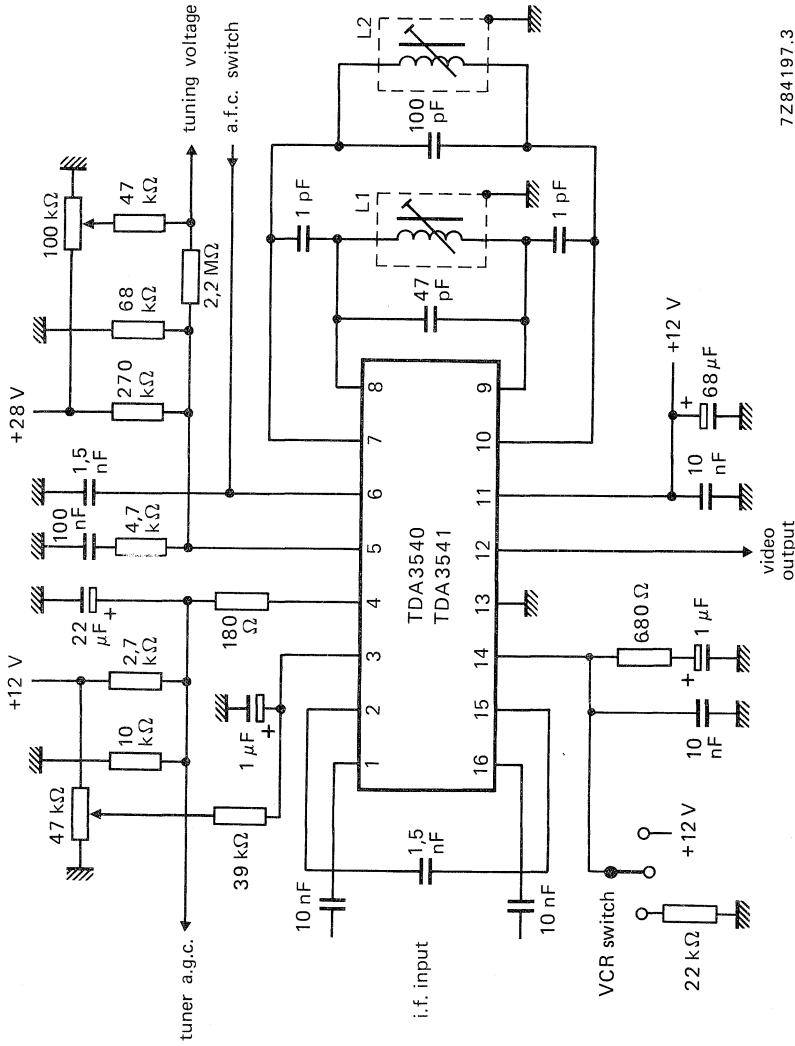 +28 V
100 kΩ
47
kΩ
tuning voltage
68
kΩ
2,2 MΩ
270
kΩ
a.f.c. switch
1,5
nF
100
nF
4,7
kΩ
+12 V
22
µF
+
2,7
kΩ
10
kΩ
47 kΩ
180
Ω
1 µF
+
39 kΩ
tuner a.g.c.
L2
100
pF
1 pF
L1
47
pF
1 pF
8
7
6
5
4
3
2
1
TDA3540
TDA3541
9
10
11
12
13
14
15
16
1,5
nF
10 nF
10 nF
i.f. input
+12 V
+
68 µF
10
nF
video
output
680 Ω
+
1 µF
10
nF
VCR switch
+12 V
22 kΩ
7Z84197.3